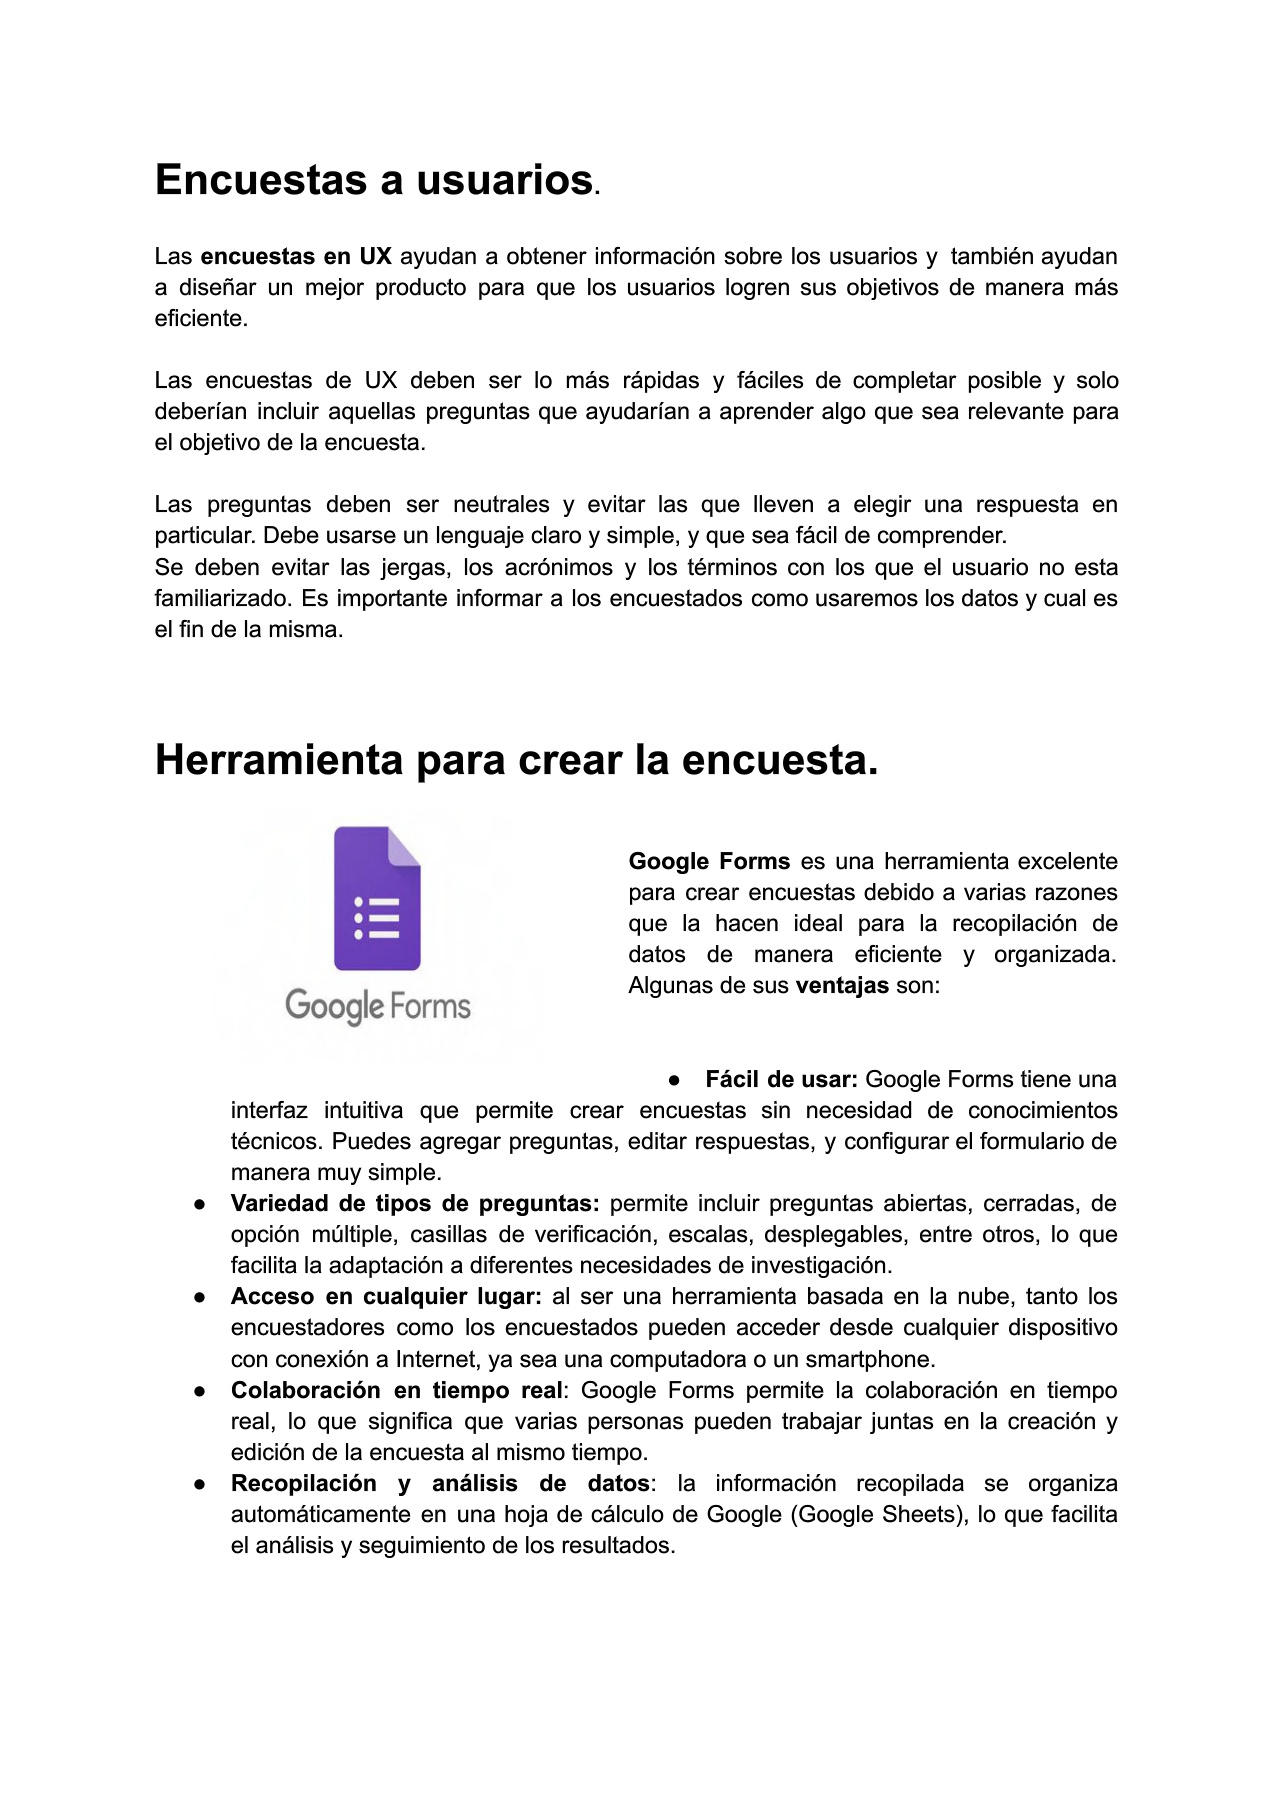 Encuestas a usuarios.
Las encuestas en UX ayudan a obtener información sobre los usuarios y también ayudan
a diseñar un mejor producto para que los usuarios logren sus objetivos de manera más
eficiente.
Las encuestas de UX deben ser lo más rápidas y fáciles de completar posible y solo
deberían incluir aquellas preguntas que ayudarían a aprender algo que sea relevante para
el objetivo de la encuesta.
Las preguntas deben ser neutrales y evitar las que lleven a elegir una respuesta en
particular. Debe usarse un lenguaje claro y simple, y que sea fácil de comprender.
Se deben evitar las jergas, los acrónimos y los términos con los que el usuario no esta
familiarizado. Es importante informar a los encuestados como usaremos los datos y cual es
el fin de la misma.
Herramienta para crear la encuesta.
Google Forms
Google Forms es una herramienta excelente
para crear encuestas debido a varias razones
que la hacen ideal para la recopilación de
datos de manera eficiente y organizada.
Algunas de sus ventajas son:
● Fácil de usar: Google Forms tiene una
interfaz intuitiva que permite crear encuestas sin necesidad de conocimientos
técnicos. Puedes agregar preguntas, editar respuestas, y configurar el formulario de
manera muy simple.
● Variedad de tipos de preguntas: permite incluir preguntas abiertas, cerradas, de
opción múltiple, casillas de verificación, escalas, desplegables, entre otros, lo que
facilita la adaptación a diferentes necesidades de investigación.
● Acceso en cualquier lugar: al ser una herramienta basada en la nube, tanto los
encuestadores como los encuestados pueden acceder desde cualquier dispositivo
con conexión a Internet, ya sea una computadora o un smartphone.
● Colaboración en tiempo real: Google Forms permite la colaboración en tiempo
real, lo que significa que varias personas pueden trabajar juntas en la creación y
edición de la encuesta al mismo tiempo.
● Recopilación y análisis de datos: la información recopilada se organiza
automáticamente en una hoja de cálculo de Google (Google Sheets), lo que facilita
el análisis y seguimiento de los resultados.